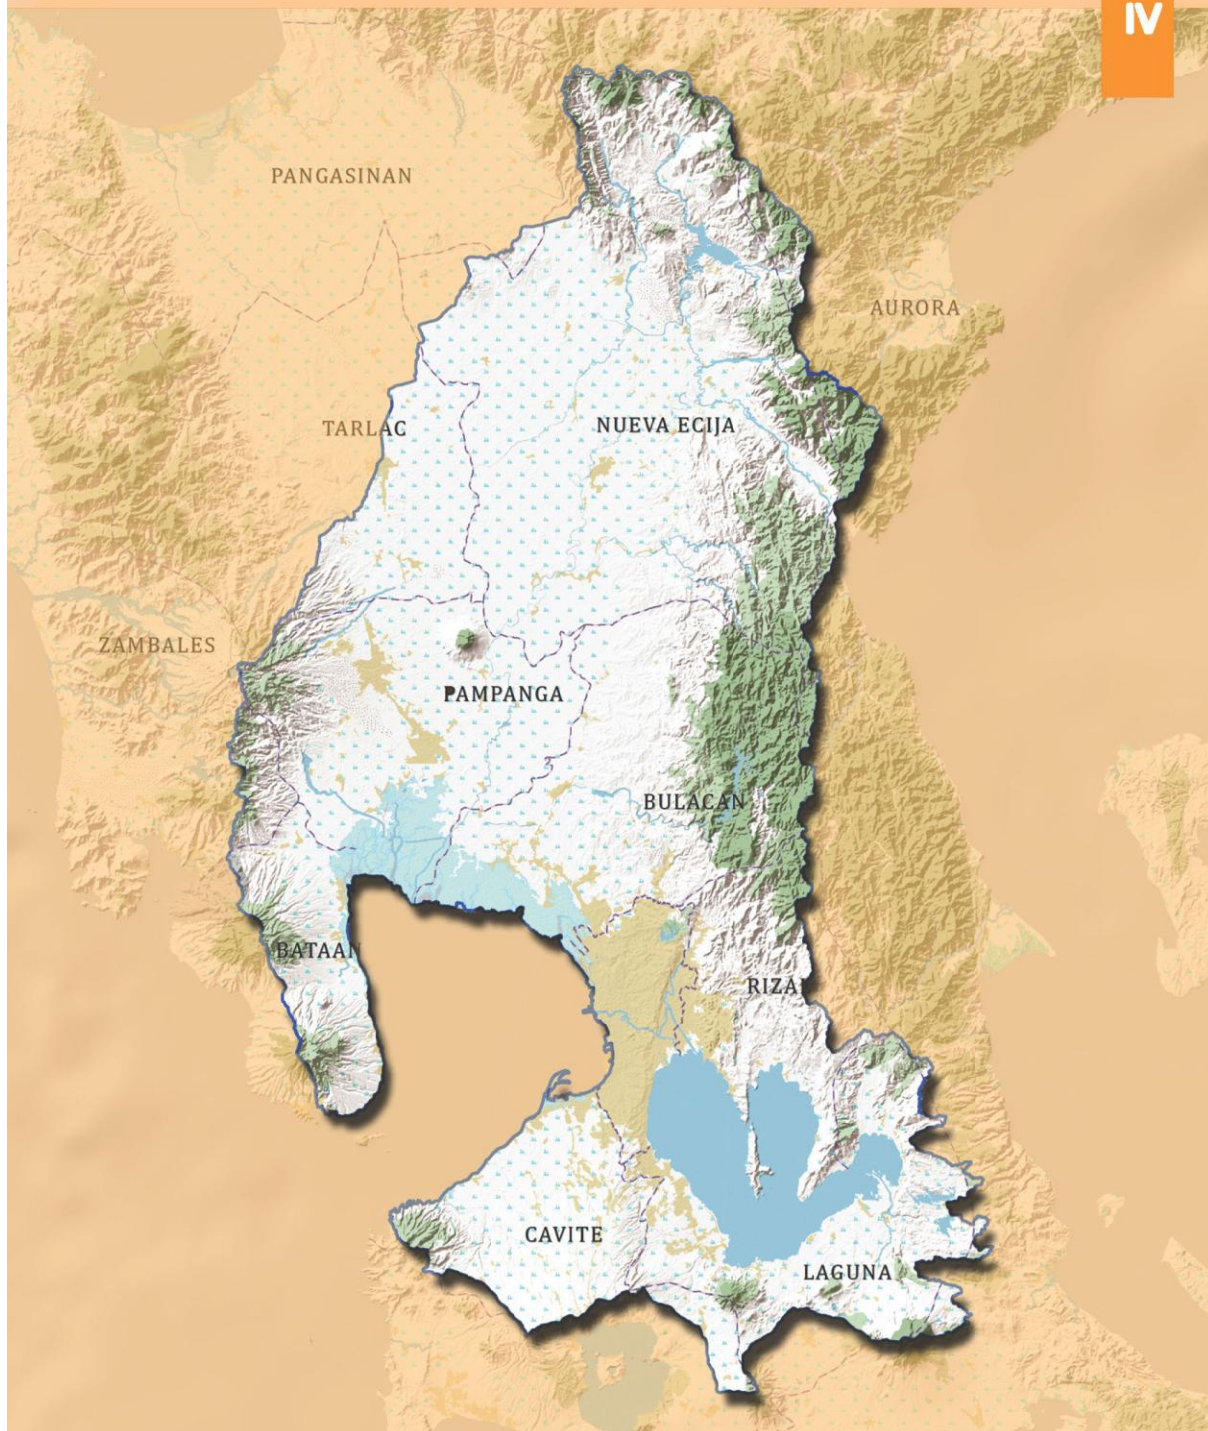 IV
PANGASINAN
AURORA
TARLAC
NUEVA ECIJA
ZAMBALES
PAMPANGA
BULACAN
BATAAN
RIZAL
CAVITE
LAGUNA